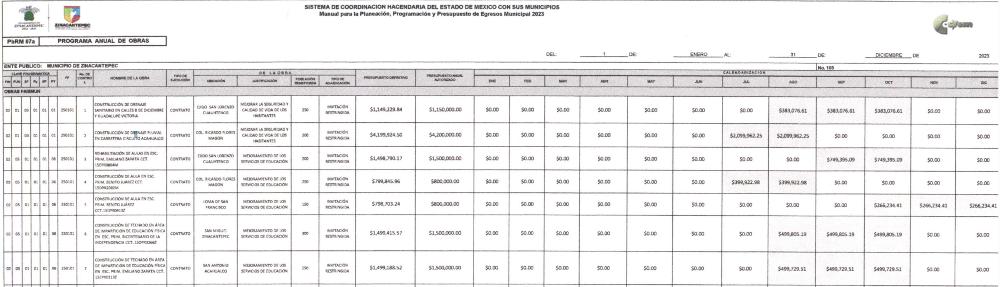 SISTEMA DE COORDINACION HACENDARIA DEL ESTADO DE MEXICO CON SUS MUNICIPIOS
Manual para la Planeación, Programación y Presupuesto de Egresos Municipal 2023
ZINACANTEPEC
ZINACANTEPEC
osfem
PbRM 07a PROGRAMA ANUAL DE OBRAS
DEL: 1 DE: ENERO AL: 31 DE: DICIEMBRE DE 2023
ENTE PUBLICO: MUNICIPIO DE ZINACANTEPEC No. 105
CLAVE PROGRAMATICA FF No. DE CONTROL NOMBRE DE LA OBRA TIPO DE EJECUCIÓN DE LA OBRA PRESUPUESTO DEFINITIVO PRESUPUESTO ANUAL AUTORIZADO CALENDARIZACIÓN
FIN FUN SF Pp SP PY UBICACIÓN JUSTIFICACIÓN POBLACIÓN BENEFICIADA TIPO DE ADJUDICACIÓN ENE FEB MAR ABR MAY JUN JUL AGO SEP OCT NOV DIC
OBRAS FAISMUN
02 01 03 01 01 01 250101 1 CONSTRUCCIÓN DE DRENAJE SANITARIO EN CALLES 8 DE DICIEMBRE Y GUADALUPE VICTORIA CONTRATO EJIDO SAN LORENZO CUAUHTENCO MEJORAR LA SEGURIDAD Y CALIDAD DE VIDA DE LOS HABITANTES 250 INVITACIÓN RESTRINGIDA $1,149,229.84 $1,150,000.00 $0.00 $0.00 $0.00 $0.00 $0.00 $0.00 $0.00 $383,076.61 $383,076.61 $383,076.61 $0.00 $0.00
02 01 03 01 01 01 250101 2 CONSTRUCCIÓN DE DRENAJE PLUVIAL EN CARRETERA CIRCUITO ACAHUALCO CONTRATO COL. RICARDO FLORES MAGÓN MEJORAR LA SEGURIDAD Y CALIDAD DE VIDA DE LOS HABITANTES 200 INVITACIÓN RESTRINGIDA $4,199,924.50 $4,200,000.00 $0.00 $0.00 $0.00 $0.00 $0.00 $0.00 $2,099,962.25 $2,099,962.25 $0.00 $0.00 $0.00 $0.00
02 05 01 01 01 06 250101 3 REHABILITACIÓN DE AULAS EN ESC. PRIM. EMILIANO ZAPATA CCT. 15EPR0804M CONTRATO EJIDO SAN LORENZO CUAUHTENCO MEJORAMIENTO DE LOS SERVICIOS DE EDUCACIÓN 200 INVITACIÓN RESTRINGIDA $1,498,790.17 $1,500,000.00 $0.00 $0.00 $0.00 $0.00 $0.00 $0.00 $0.00 $0.00 $749,395.09 $749,395.09 $0.00 $0.00
02 05 01 01 01 06 250101 4 CONSTRUCCIÓN DE AULA EN ESC. PRIM. BENITO JUÁREZ CCT. 15DPR2082M CONTRATO COL. RICARDO FLORES MAGON MEJORAMIENTO DE LOS SERVICIOS DE EDUCACIÓN 250 INVITACIÓN RESTRINGIDA $799,845.96 $800,000.00 $0.00 $0.00 $0.00 $0.00 $0.00 $0.00 $399,922.98 $399,922.98 $0.00 $0.00 $0.00 $0.00
02 05 01 01 01 06 250101 5 CONSTRUCCIÓN DE AULA EN ESC. PRIM. BENITO JUÁREZ CCT.15DPR0413Z CONTRATO LOMA DE SAN FRANCISCO MEJORAMIENTO DE LOS SERVICIOS DE EDUCACIÓN 150 INVITACIÓN RESTRINGIDA $798,703.24 $800,000.00 $0.00 $0.00 $0.00 $0.00 $0.00 $0.00 $0.00 $0.00 $0.00 $266,234.41 $266,234.41 $266,234.41
02 05 01 01 01 06 250101 6 CONSTRUCCIÓN DE TECHADO EN ÁREA DE IMPARTICIÓN DE EDUCACIÓN FÍSICA EN ESC. PRIM. BICENTENARIO DE LA INDEPENDENCIA CCT. 15DPR3266Z CONTRATO SAN MIGUEL ZINACANTEPEC MEJORAMIENTO DE LOS SERVICIOS DE EDUCACIÓN 300 INVITACIÓN RESTRINGIDA $1,499,415.57 $1,500,000.00 $0.00 $0.00 $0.00 $0.00 $0.00 $0.00 $0.00 $499,805.19 $499,805.19 $499,805.19 $0.00 $0.00
02 05 01 01 01 06 250101 7 CONSTRUCCIÓN DE TECHADO EN ÁREA DE IMPARTICIÓN DE EDUCACIÓN FÍSICA EN ESC. PRIM. EMILIANO ZAPATA CCT. 15EPR0313Z CONTRATO SAN ANTONIO ACAHUALCO MEJORAMIENTO DE LOS SERVICIOS DE EDUCACIÓN 250 INVITACIÓN RESTRINGIDA $1,499,188.52 $1,500,000.00 $0.00 $0.00 $0.00 $0.00 $0.00 $0.00 $0.00 $499,729.51 $499,729.51 $499,729.51 $0.00 $0.00